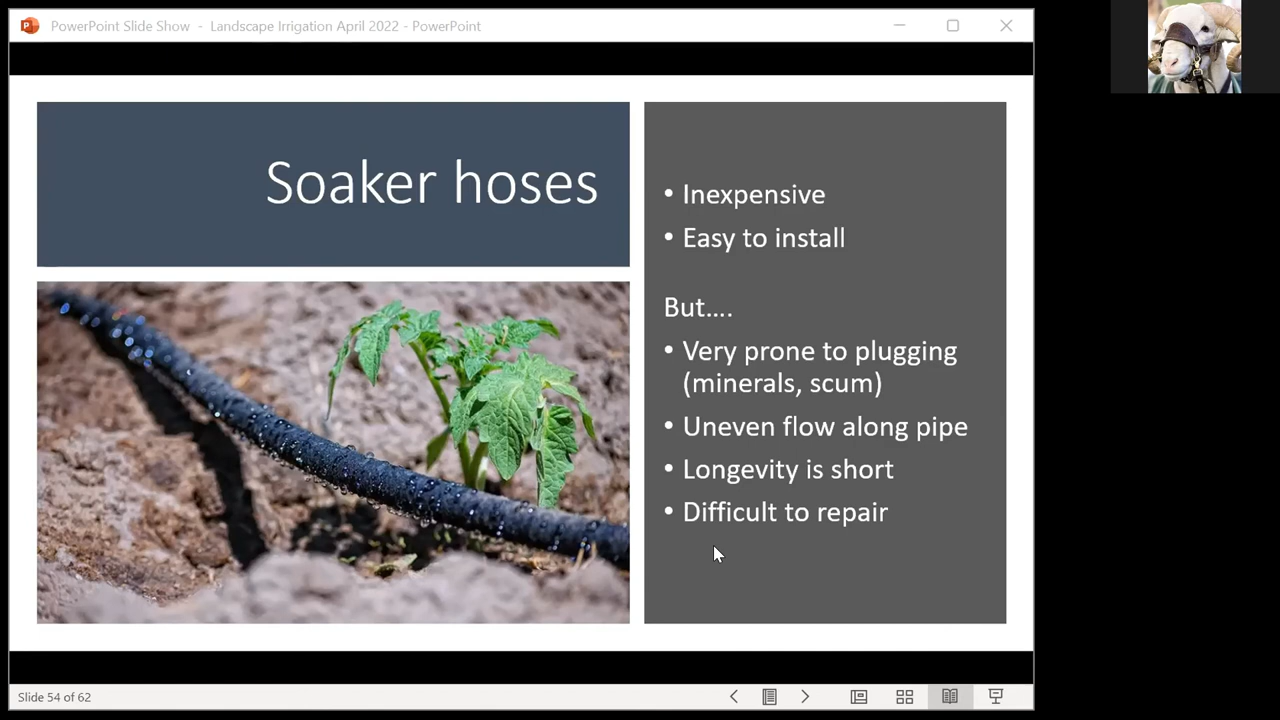 PowerPoint Slide Show - Landscape Irrigation April 2022 - PowerPoint
Soaker hoses
• Inexpensive
• Easy to install
But....
• Very prone to plugging
(minerals, scum)
• Uneven flow along pipe
• Longevity is short
• Difficult to repair
Slide 54 of 62